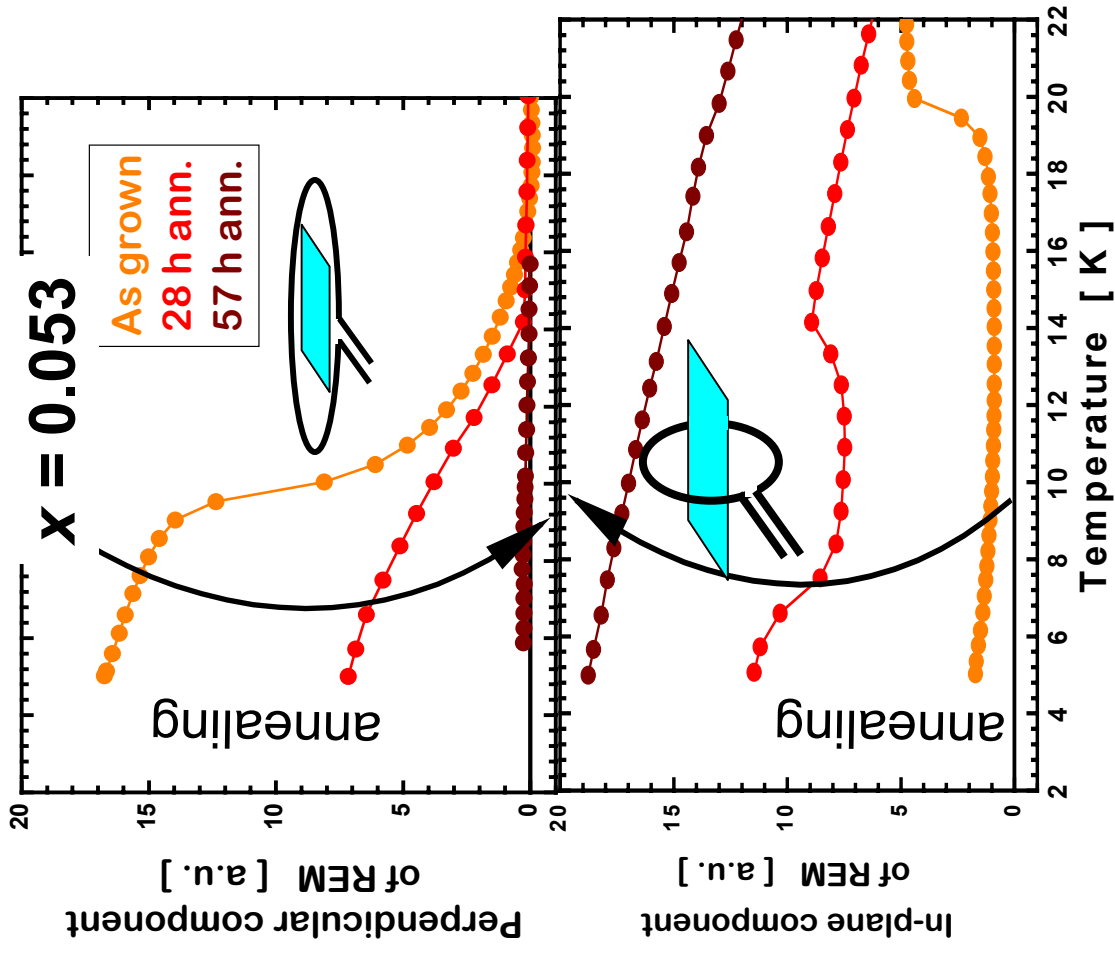 x = 0.053
As grown
28 h ann.
57 h ann.
annealing
20
15
10
5
0
Perpendicular component
of REM [ a.u. ]
annealing
20
15
10
5
0
In-plane component
of REM [ a.u. ]
2 4 6 8 10 12 14 16 18 20 22
Temperature [ K ]